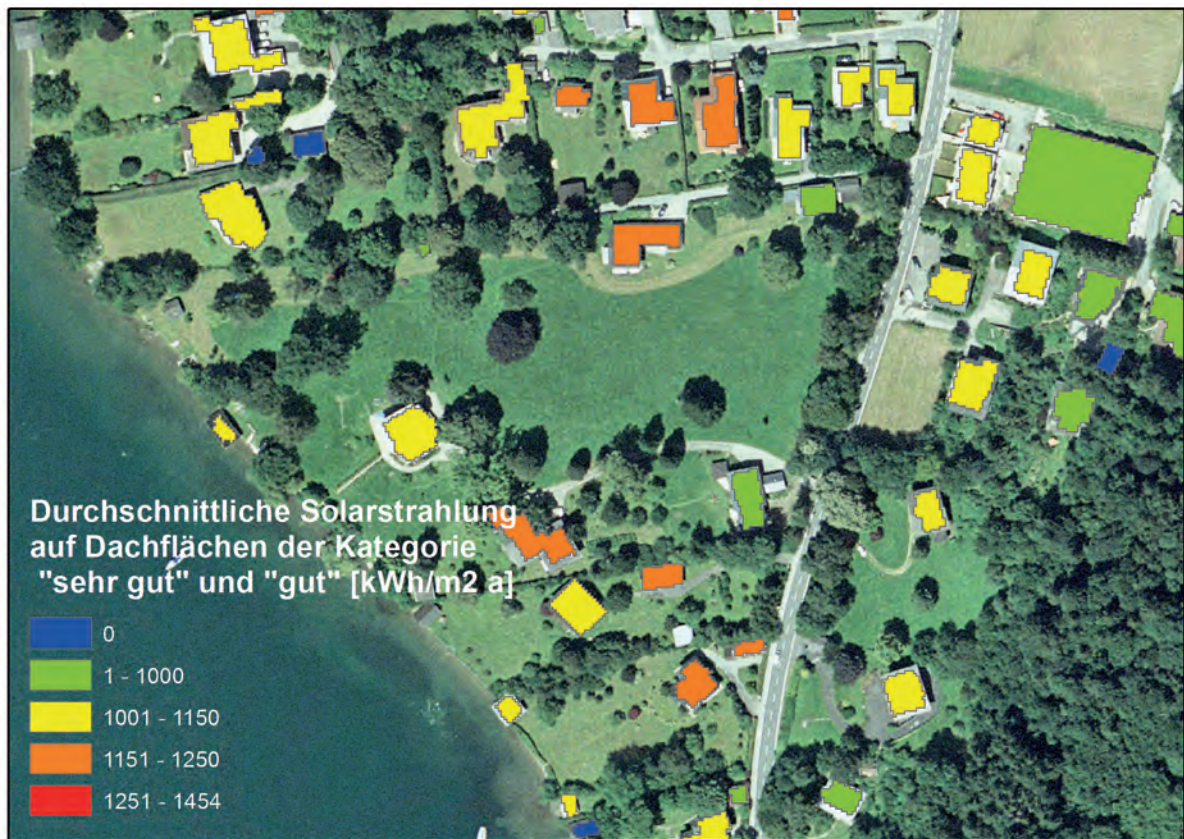 Durchschnittliche Solarstrahlung
auf Dachflächen der Kategorie
"sehr gut" und "gut" [kWh/m2 a]
0
1 - 1000
1001 - 1150
1151 - 1250
1251 - 1454